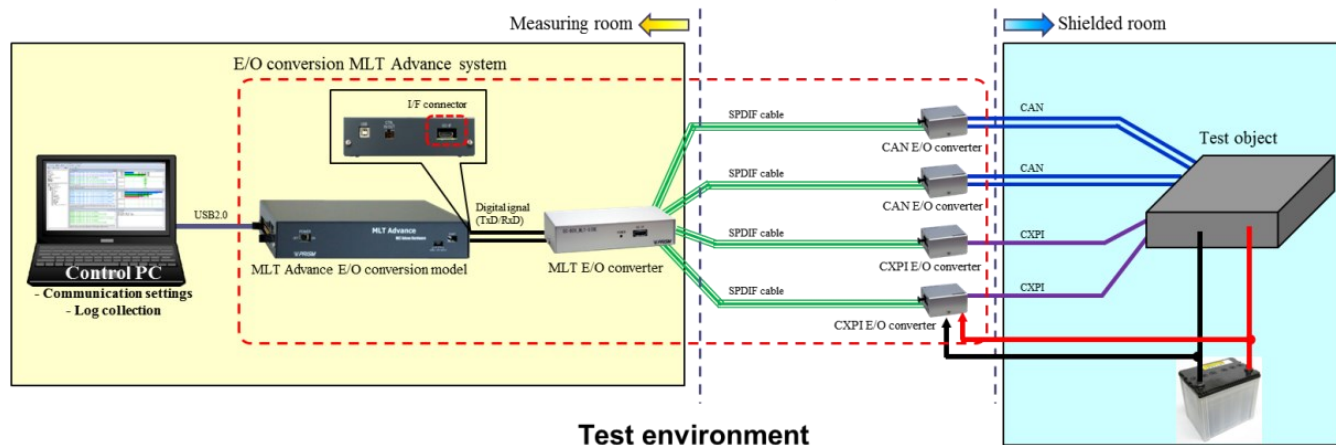 Measuring room
Shielded room
E/O conversion MLT Advance system
I/F connector
SPDIF cable
CAN
CAN E/O converter
Test object
SPDIF cable
CAN
CAN E/O converter
USB2.0
Digital ignal
(TxD/RxD)
MLT Advance
SPDIF cable
CXPI
CXPI E/O converter
Control PC
- Communication settings
- Log collection
MLT Advance E/O conversion model
MLT E/O converter
SPDIF cable
CXPI
CXPI E/O converter
Test environment